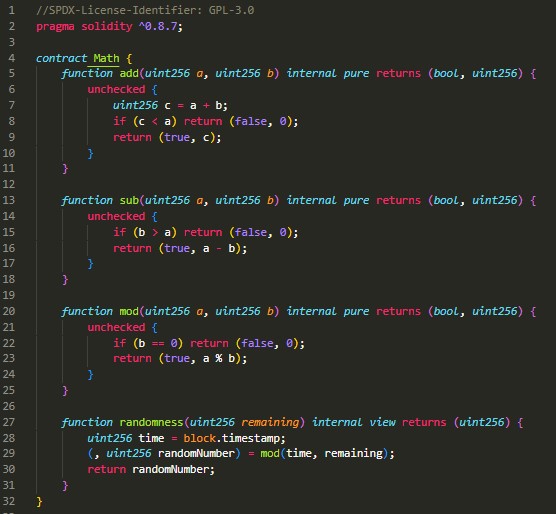 1 //SPDX-License-Identifier: GPL-3.0
2 pragma solidity ^0.8.7;
3
4 contract Math {
5 function add(uint256 a, uint256 b) internal pure returns (bool, uint256) {
6 unchecked {
7 uint256 c = a + b;
8 if (c < a) return (false, 0);
9 return (true, c);
10 }
11 }
12
13 function sub(uint256 a, uint256 b) internal pure returns (bool, uint256) {
14 unchecked {
15 if (b > a) return (false, 0);
16 return (true, a - b);
17 }
18 }
19
20 function mod(uint256 a, uint256 b) internal pure returns (bool, uint256) {
21 unchecked {
22 if (b == 0) return (false, 0);
23 return (true, a % b);
24 }
25 }
26
27 function randomness(uint256 remaining) internal view returns (uint256) {
28 uint256 time = block.timestamp;
29 (, uint256 randomNumber) = mod(time, remaining);
30 return randomNumber;
31 }
32 }